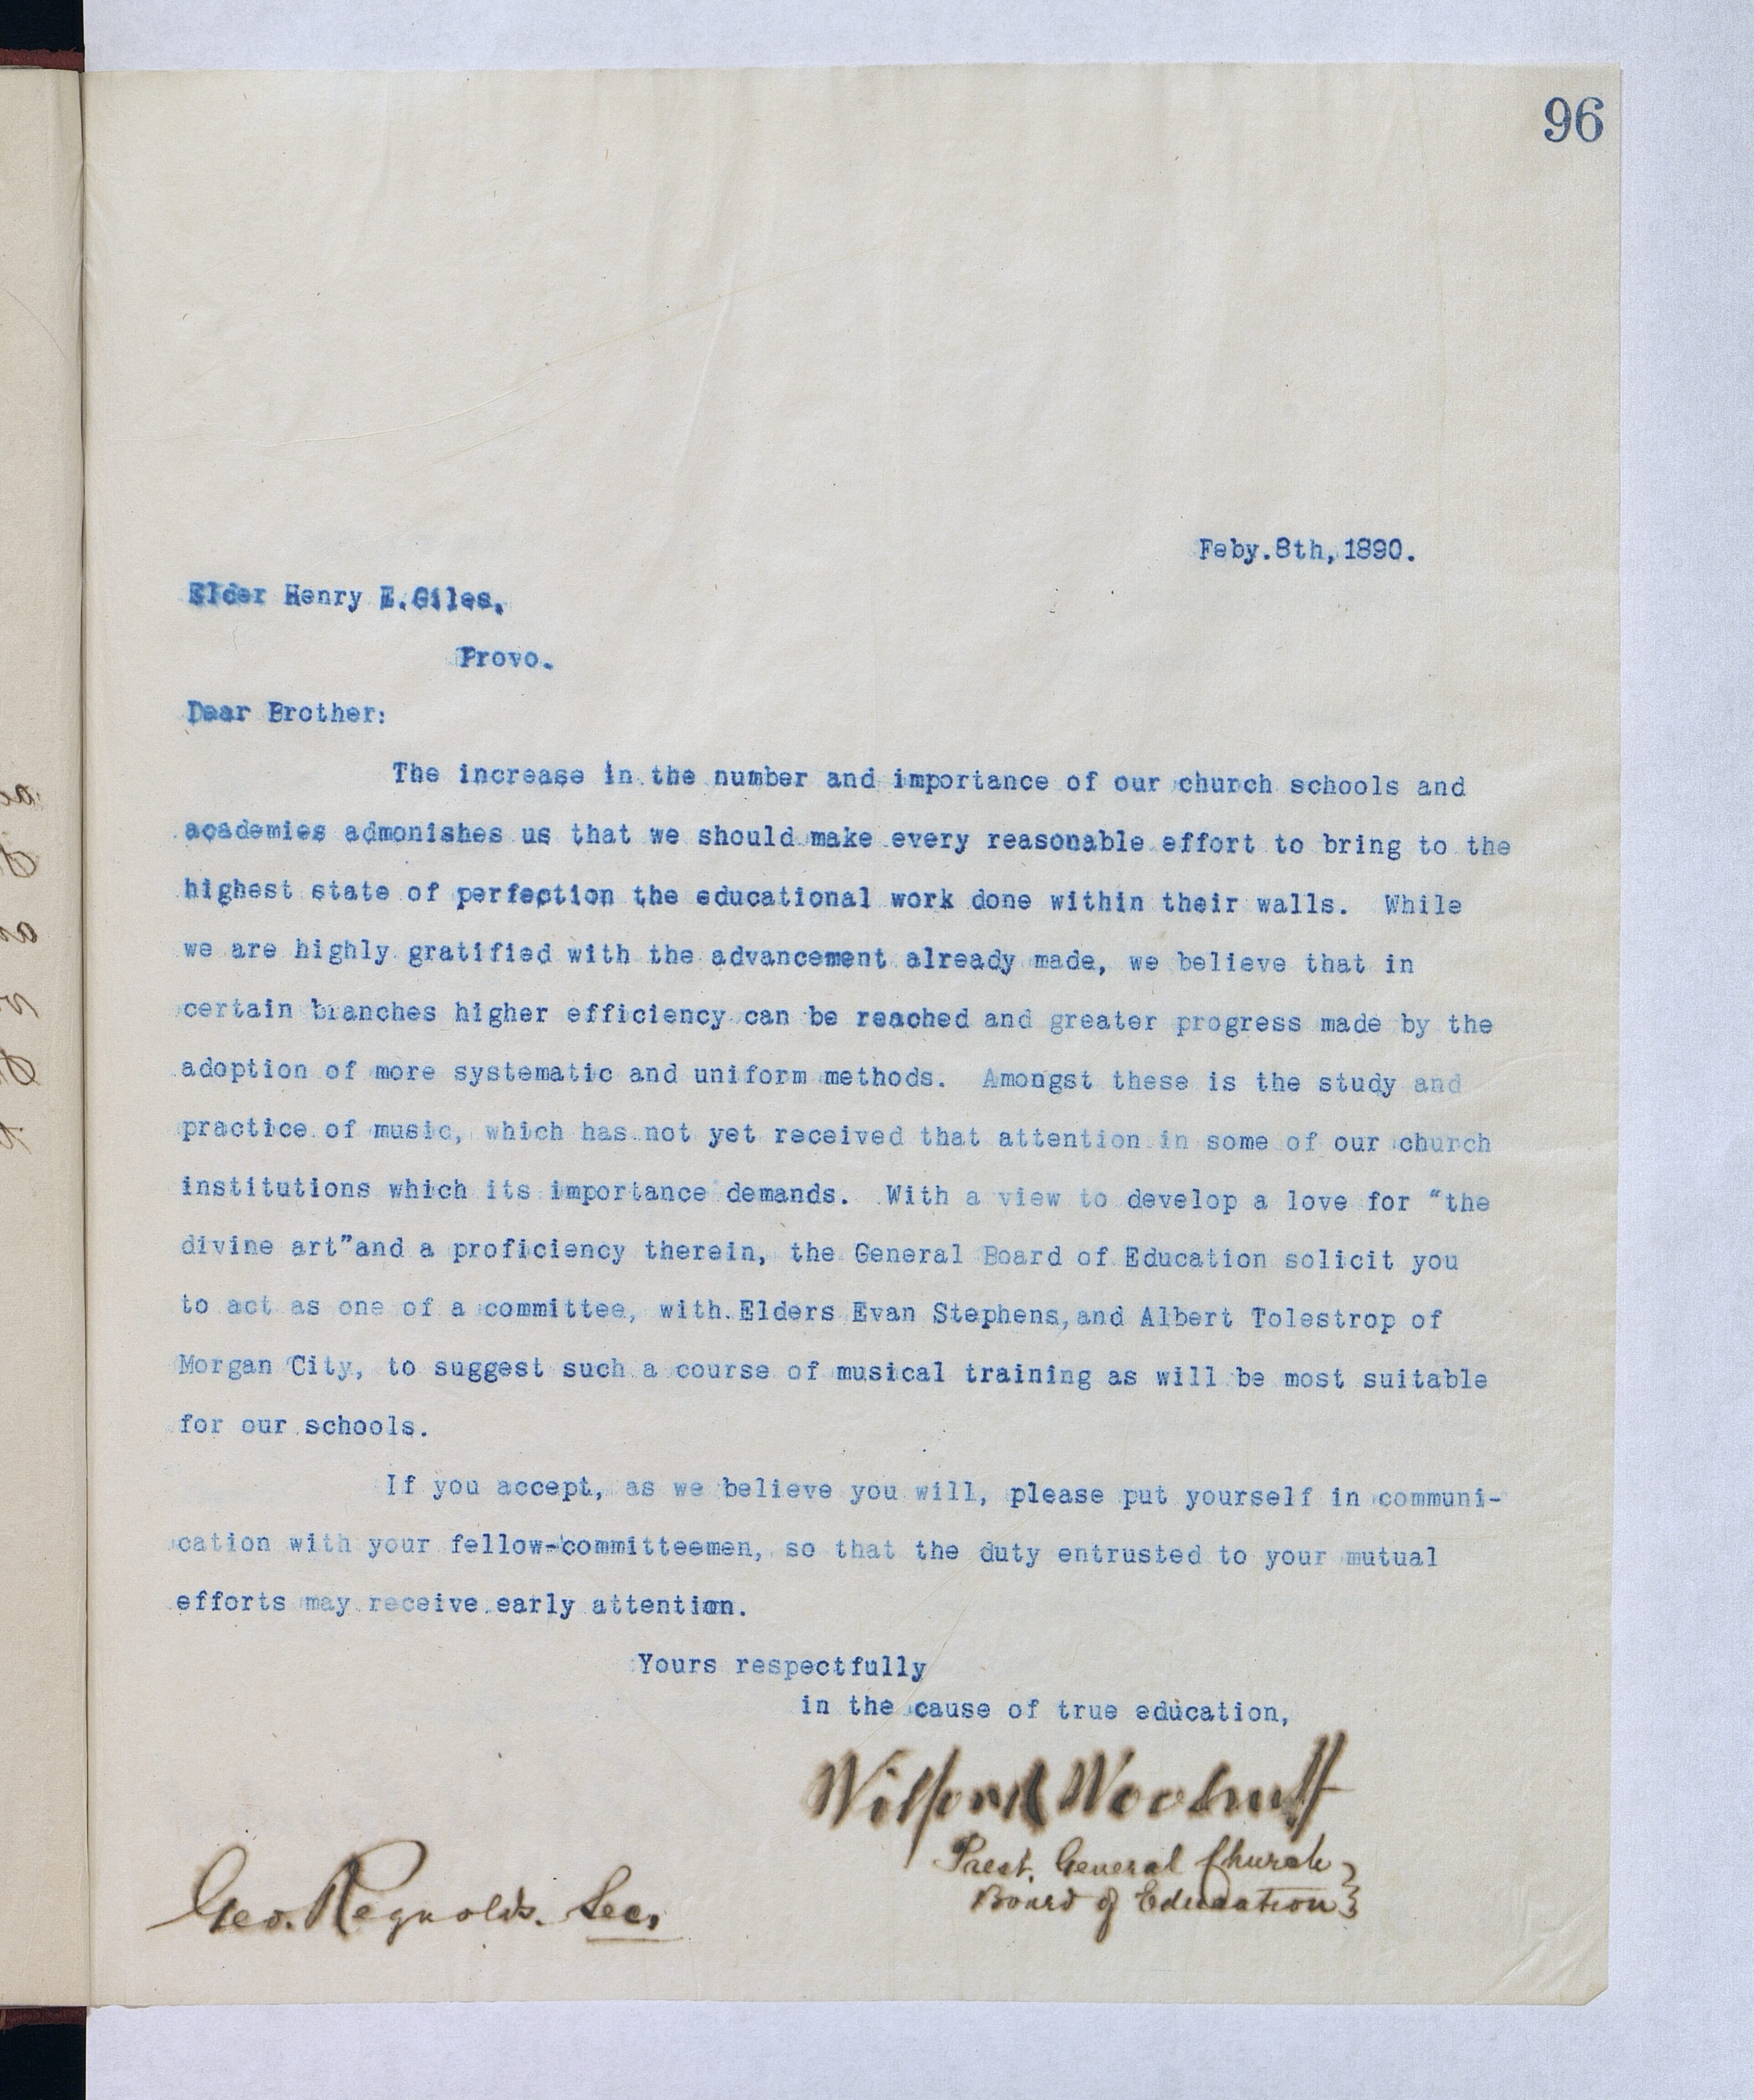 96
Feby.8th, 1890.
Elder Henry E. Giles,
Provo.
Dear Brother:
The increase in the number and importance of our church schools and
academies admonishes us that we should make every reasonable effort to bring to the
highest state of perfection the educational work done within their walls. While
we are highly gratified with the advancement already made, we believe that in
certain branches higher efficiency can be reached and greater progress made by the
adoption of more systematic and uniform methods. Amongst these is the study and
practice of music, which has not yet received that attention in some of our church
institutions which its importance demands. With a view to develop a love for "the
divine art" and a proficiency therein, the General Board of Education solicit you
to act as one of a committee, with Elders Evan Stephens, and Albert Tolestrop of
Morgan City, to suggest such a course of musical training as will be most suitable
for our schools.
If you accept, as we believe you will, please put yourself in communi-
cation with your fellow-committeemen, so that the duty entrusted to your mutual
efforts may receive early attention.
Yours respectfully
in the cause of true education,
Wilford Woodruff
Prest. General Church
Board of Education
Geo. Reynolds. Sec.